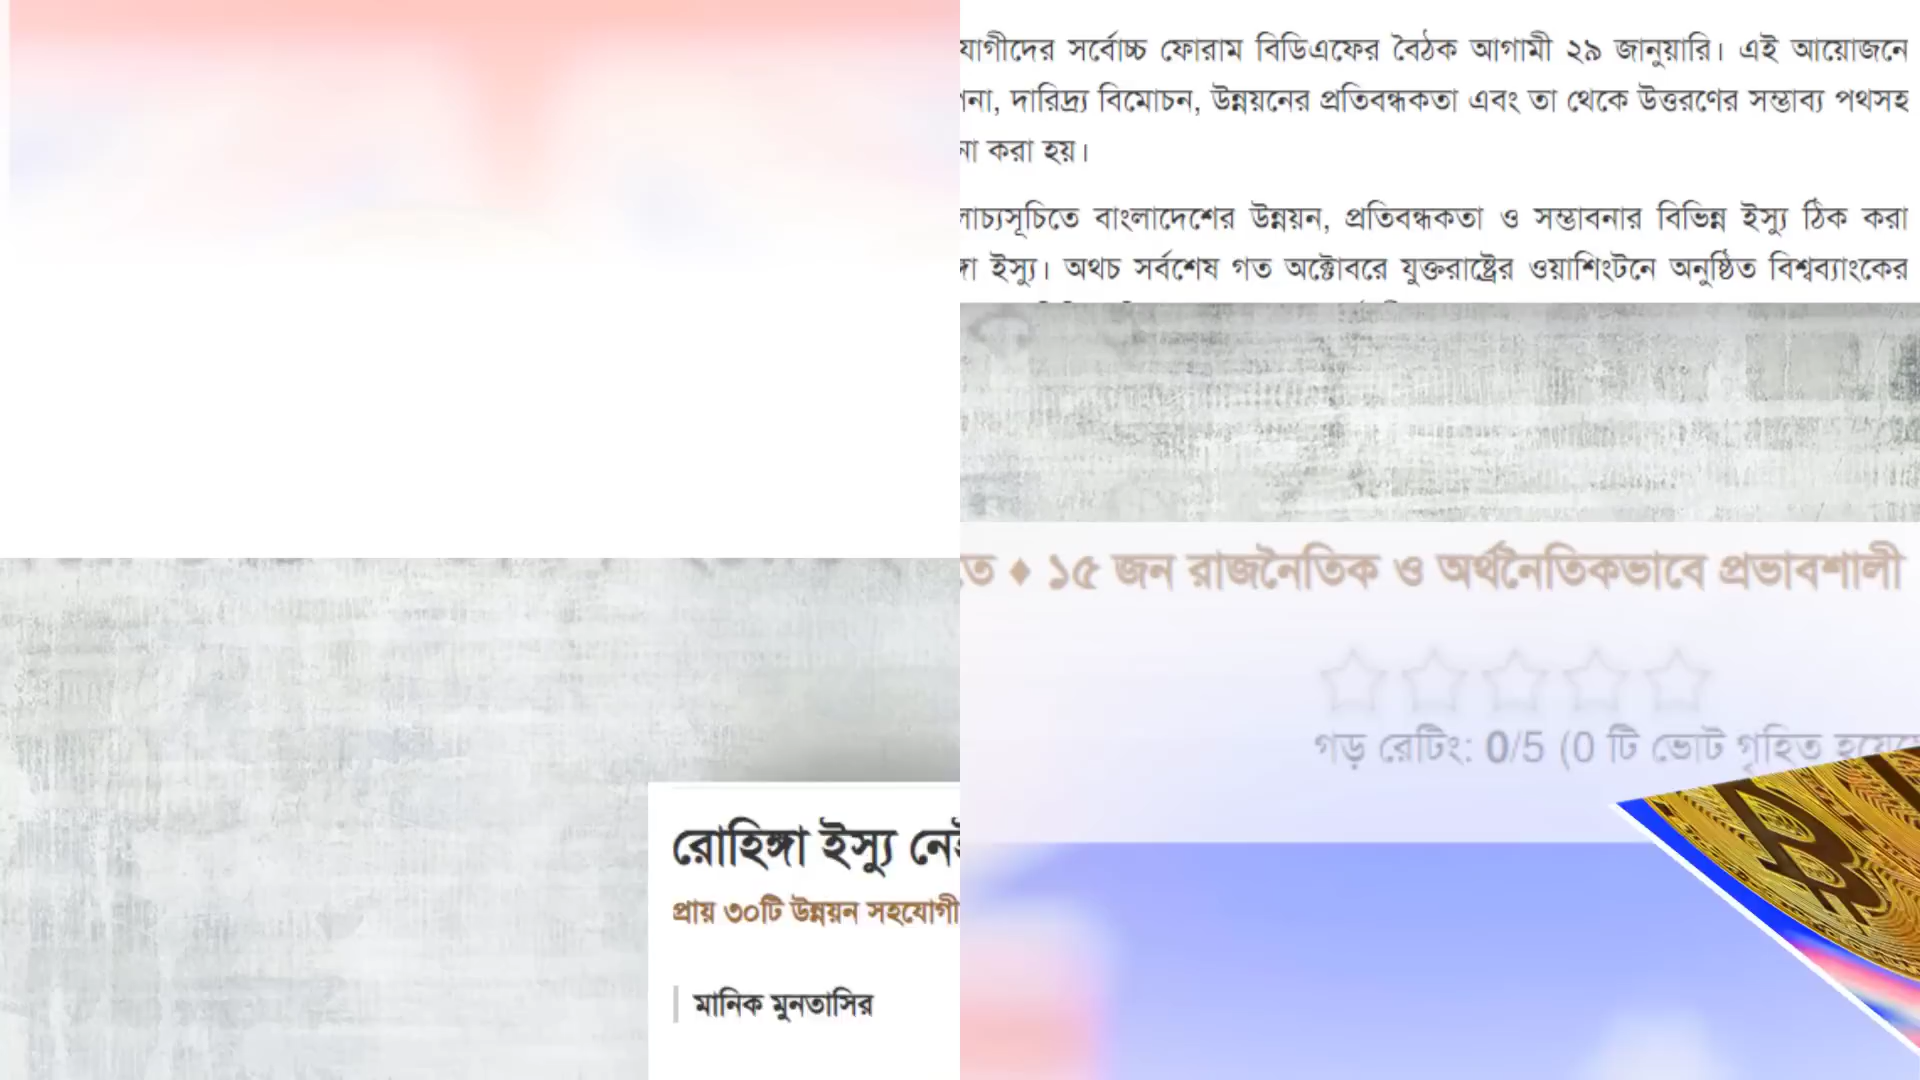 সর্বোচ্চ ফোরাম বিডিএফের বৈঠক আগামী ২৯ জানুয়ারি। এই আয়োজনে
দারিদ্র্য বিমোচন, উন্নয়নের প্রতিবন্ধকতা এবং তা থেকে উত্তরণের সম্ভাব্য পথসহ
করা হয়।
বাংলাদেশের উন্নয়ন, প্রতিবন্ধকতা ও সম্ভাবনার বিভিন্ন ইস্যু ঠিক করা
ইস্যু। অথচ সর্বশেষ গত অক্টোবরে যুক্তরাষ্ট্রের ওয়াশিংটনে অনুষ্ঠিত বিশ্বব্যাংকের
♦ ১৫ জন রাজনৈতিক ও অর্থনৈতিকভাবে প্রভাবশালী
গড় রেটিং: 0/5 (0 টি ভোট গৃহিত
রোহিঙ্গা ইস্যু
প্রায় ৩০টি উন্নয়ন সহযোগী
মানিক মুনতাসির